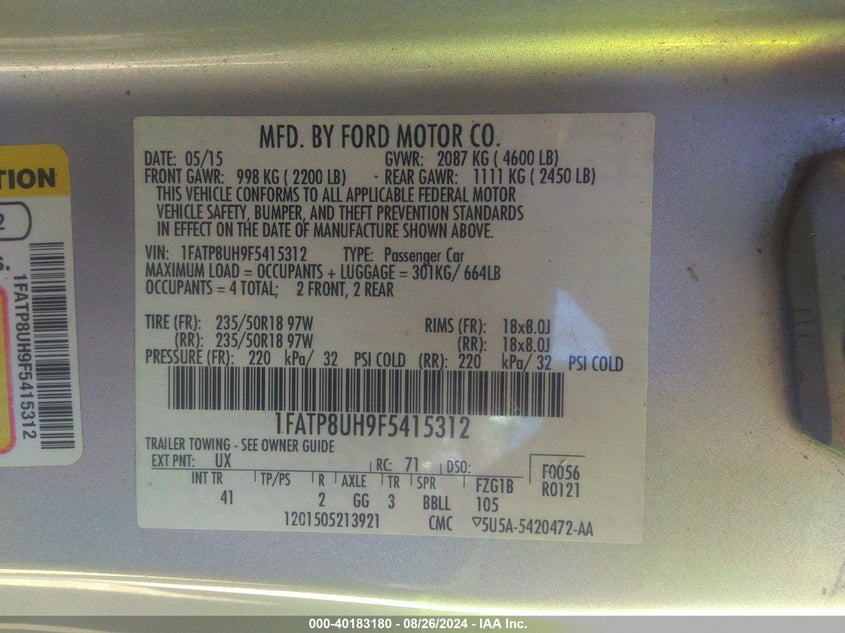 TION
2
S.
1FATP8UH9F5415312
MFD. BY FORD MOTOR CO.
DATE: 05/15 GVWR: 2087 KG ( 4600 LB)
FRONT GAWR: 998 KG ( 2200 LB) REAR GAWR: 1111 KG ( 2450 LB)
THIS VEHICLE CONFORMS TO ALL APPLICABLE FEDERAL MOTOR
VEHICLE SAFETY, BUMPER, AND THEFT PREVENTION STANDARDS
IN EFFECT ON THE DATE OF MANUFACTURE SHOWN ABOVE.
VIN: 1FATP8UH9F5415312 TYPE: Passenger Car
MAXIMUM LOAD = OCCUPANTS + LUGGAGE = 301KG/ 664LB
OCCUPANTS = 4 TOTAL; 2 FRONT, 2 REAR
TIRE (FR): 235/50R18 97W RIMS (FR): 18x8.0J
(RR): 235/50R18 97W (RR): 18x8.0J
PRESSURE (FR): 220 kPa/ 32 PSI COLD (RR): 220 kPa/ 32 PSI COLD
1FATP8UH9F5415312
TRAILER TOWING - SEE OWNER GUIDE
EXT PNT: UX RC: 71 DSO: F0056
INT TR TP/PS R AXLE TR SPR FZG1B R0121
41 2 GG 3 BBLL 105
1201505213921 CMC ▽5U5A-5420472-AA
000-40183180 - 08/26/2024 - IAA Inc.